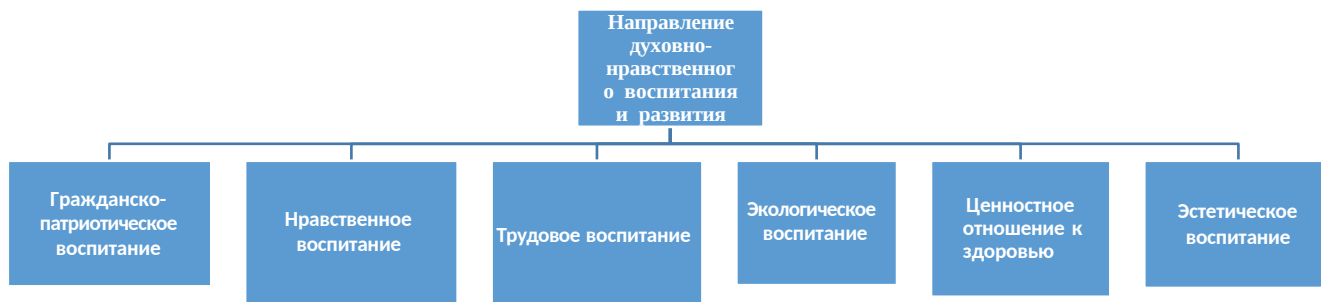 Направление
духовно-
нравственног
о воспитания
и развития
Гражданско-
патриотическое
воспитание
Нравственное
воспитание
Трудовое воспитание
Экологическое
воспитание
Ценностное
отношение к
здоровью
Эстетическое
воспитание